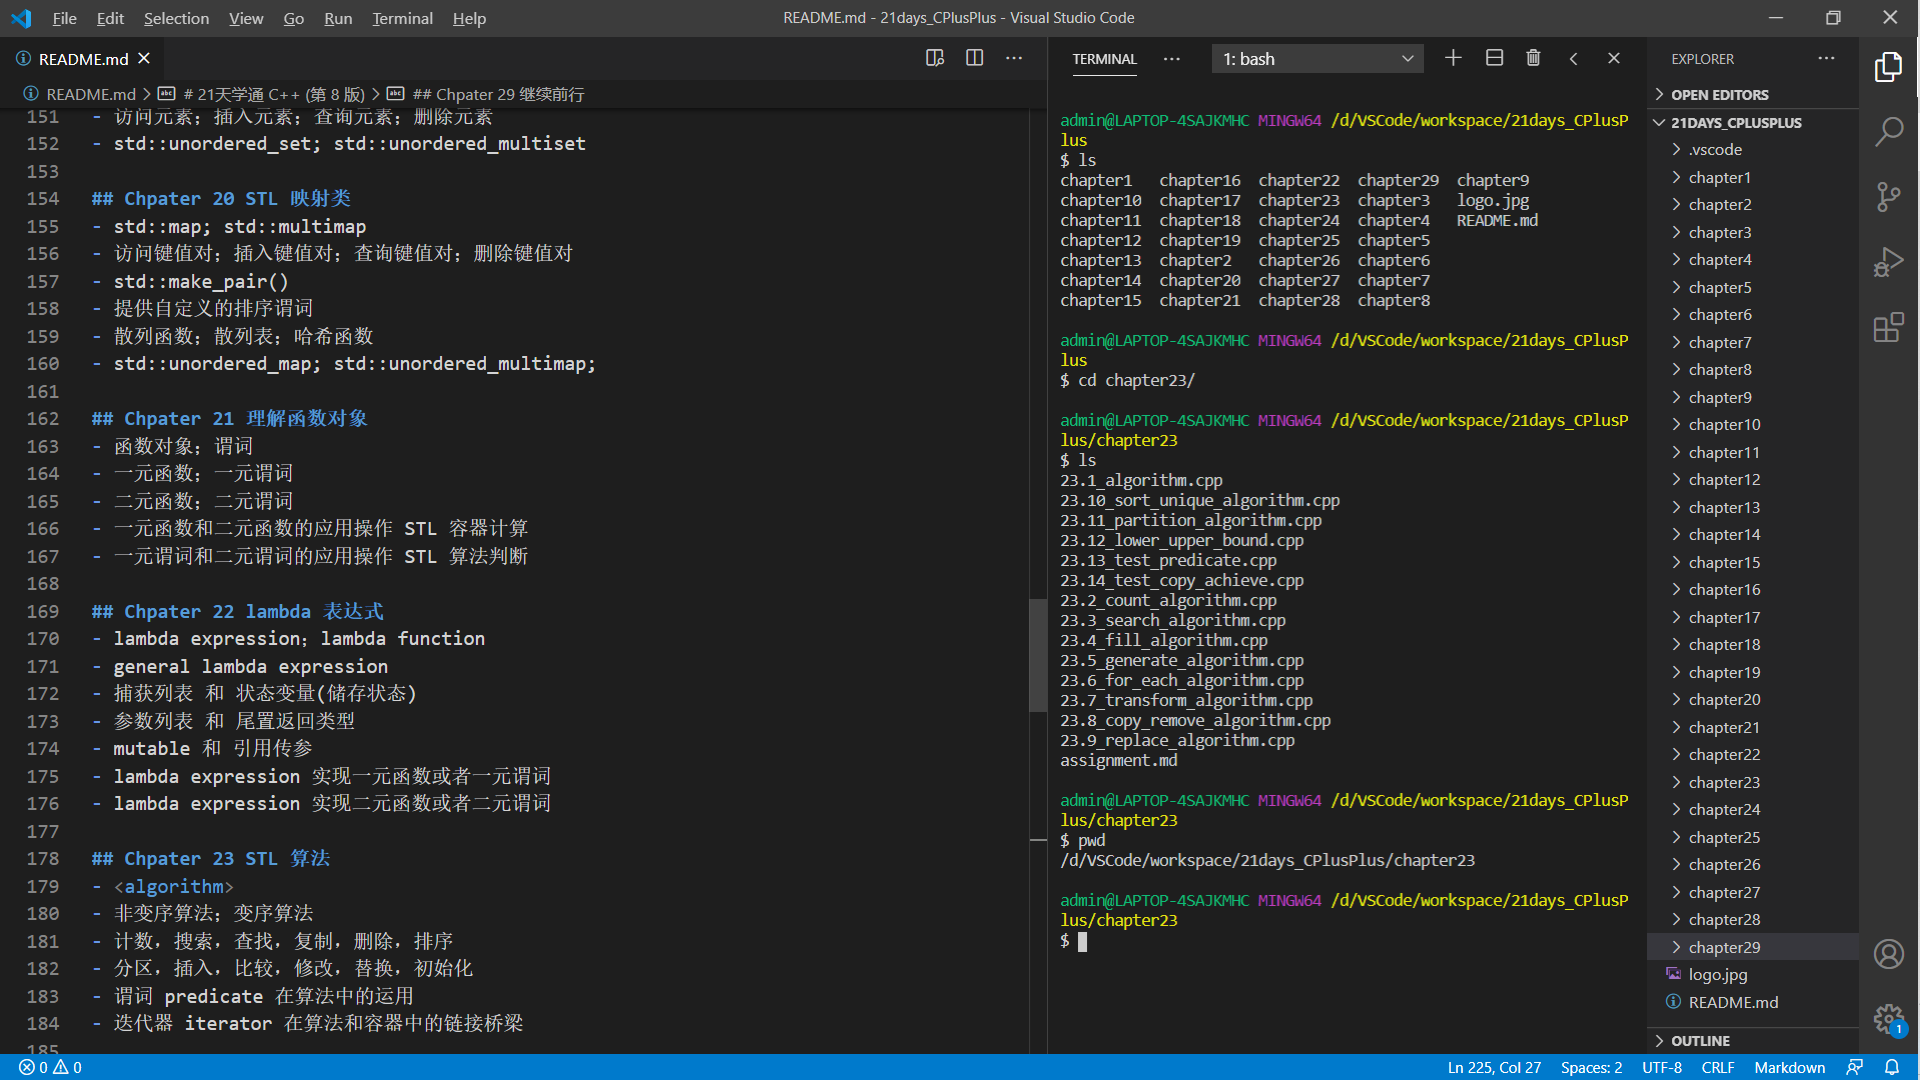 File Edit Selection View Go Run Terminal Help
README.md - 21days_CPlusPlus - Visual Studio Code
README.md
README.md > # 21天学通 C++ (第 8 版) > ## Chpater 29 继续前行
151 - 访问元素；插入元素；查询元素；删除元素
152 - std::unordered_set; std::unordered_multiset
153
154 ## Chpater 20 STL 映射类
155 - std::map; std::multimap
156 - 访问键值对；插入键值对；查询键值对；删除键值对
157 - std::make_pair()
158 - 提供自定义的排序谓词
159 - 散列函数；散列表；哈希函数
160 - std::unordered_map; std::unordered_multimap;
161
162 ## Chpater 21 理解函数对象
163 - 函数对象；谓词
164 - 一元函数；一元谓词
165 - 二元函数；二元谓词
166 - 一元函数和二元函数的应用操作 STL 容器计算
167 - 一元谓词和二元谓词的应用操作 STL 算法判断
168
169 ## Chpater 22 lambda 表达式
170 - lambda expression；lambda function
171 - general lambda expression
172 - 捕获列表 和 状态变量(储存状态)
173 - 参数列表 和 尾置返回类型
174 - mutable 和 引用传参
175 - lambda expression 实现一元函数或者一元谓词
176 - lambda expression 实现二元函数或者二元谓词
177
178 ## Chpater 23 STL 算法
179 - <algorithm>
180 - 非变序算法；变序算法
181 - 计数，搜索，查找，复制，删除，排序
182 - 分区，插入，比较，修改，替换，初始化
183 - 谓词 predicate 在算法中的运用
184 - 迭代器 iterator 在算法和容器中的链接桥梁
185
TERMINAL
1: bash
admin@LAPTOP-4SAJKMHC MINGW64 /d/VSCode/workspace/21days_CPlusP
lus
$ ls
chapter1 chapter16 chapter22 chapter29 chapter9
chapter10 chapter17 chapter23 chapter3 logo.jpg
chapter11 chapter18 chapter24 chapter4 README.md
chapter12 chapter19 chapter25 chapter5
chapter13 chapter2 chapter26 chapter6
chapter14 chapter20 chapter27 chapter7
chapter15 chapter21 chapter28 chapter8
admin@LAPTOP-4SAJKMHC MINGW64 /d/VSCode/workspace/21days_CPlusP
lus
$ cd chapter23/
admin@LAPTOP-4SAJKMHC MINGW64 /d/VSCode/workspace/21days_CPlusP
lus/chapter23
$ ls
23.1_algorithm.cpp
23.10_sort_unique_algorithm.cpp
23.11_partition_algorithm.cpp
23.12_lower_upper_bound.cpp
23.13_test_predicate.cpp
23.14_test_copy_achieve.cpp
23.2_count_algorithm.cpp
23.3_search_algorithm.cpp
23.4_fill_algorithm.cpp
23.5_generate_algorithm.cpp
23.6_for_each_algorithm.cpp
23.7_transform_algorithm.cpp
23.8_copy_remove_algorithm.cpp
23.9_replace_algorithm.cpp
assignment.md
admin@LAPTOP-4SAJKMHC MINGW64 /d/VSCode/workspace/21days_CPlusP
lus/chapter23
$ pwd
/d/VSCode/workspace/21days_CPlusPlus/chapter23
admin@LAPTOP-4SAJKMHC MINGW64 /d/VSCode/workspace/21days_CPlusP
lus/chapter23
$
EXPLORER
OPEN EDITORS
21DAYS_CPLUSPLUS
.vscode
chapter1
chapter2
chapter3
chapter4
chapter5
chapter6
chapter7
chapter8
chapter9
chapter10
chapter11
chapter12
chapter13
chapter14
chapter15
chapter16
chapter17
chapter18
chapter19
chapter20
chapter21
chapter22
chapter23
chapter24
chapter25
chapter26
chapter27
chapter28
chapter29
logo.jpg
README.md
OUTLINE
1
0 0
Ln 225, Col 27 Spaces: 2 UTF-8 CRLF Markdown